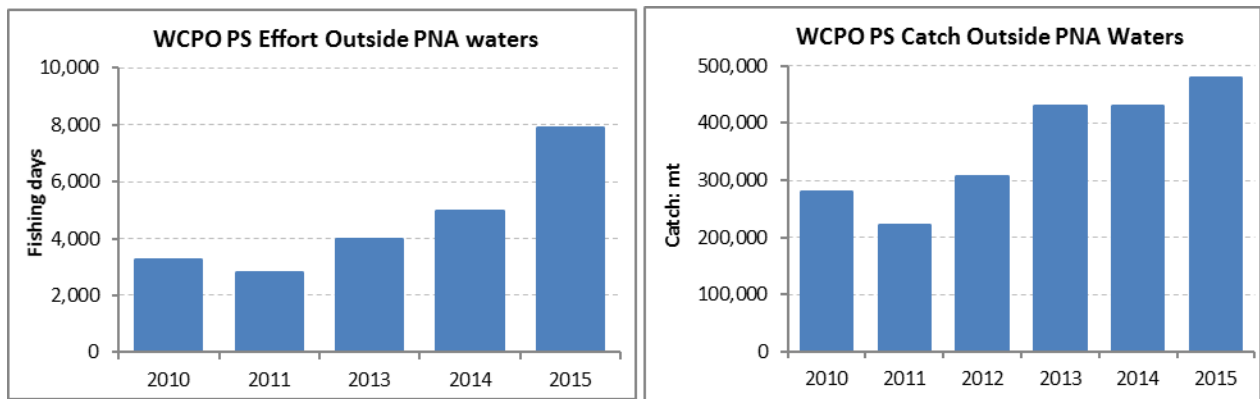 WCPO PS Effort Outside PNA waters
10,000
8,000
6,000
4,000
2,000
0
Fishing days
2010 2011 2013 2014 2015
WCPO PS Catch Outside PNA Waters
500,000
400,000
300,000
200,000
100,000
0
Catch: mt
2010 2011 2012 2013 2014 2015